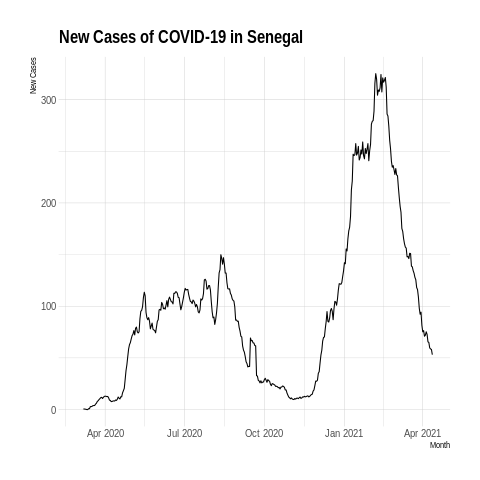 New Cases of COVID-19 in Senegal
New Cases
300
200
100
0
Apr 2020 Jul 2020 Oct 2020 Jan 2021 Apr 2021
Month